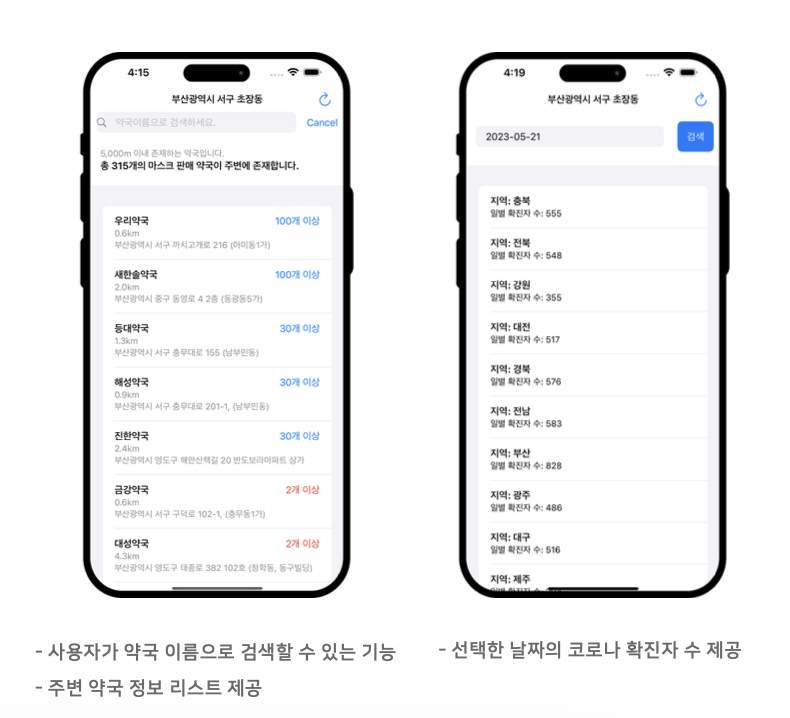 4:15
부산광역시 서구 초장동
약국이름으로 검색하세요.
Cancel
5,000m 이내 존재하는 약국입니다.
총 315개의 마스크 판매 약국이 주변에 존재합니다.
우리약국
100개 이상
0.6km
부산광역시 서구 까치고개로 216 (아미동1가)
새한솔약국
100개 이상
2.0km
부산광역시 중구 동영로 4 2층 (동광동5가)
등대약국
30개 이상
1.3km
부산광역시 서구 충무대로 155 (남부민동)
해성약국
30개 이상
0.9km
부산광역시 서구 충무대로 201-1, (남부민동)
진한약국
30개 이상
2.4km
부산광역시 영도구 해안산책길 20 반도보라아파트 상가
금강약국
2개 이상
0.6km
부산광역시 서구 구덕로 102-1, (충무동1가)
대성약국
2개 이상
4.3km
부산광역시 영도구 태종로 382 102호 (청학동, 동구빌딩)
- 사용자가 약국 이름으로 검색할 수 있는 기능
- 주변 약국 정보 리스트 제공
4:19
부산광역시 서구 초장동
2023-05-21
검색
지역: 충북
일별 확진자 수: 555
지역: 전북
일별 확진자 수: 548
지역: 강원
일별 확진자 수: 355
지역: 대전
일별 확진자 수: 517
지역: 경북
일별 확진자 수: 576
지역: 전남
일별 확진자 수: 583
지역: 부산
일별 확진자 수: 828
지역: 광주
일별 확진자 수: 486
지역: 대구
일별 확진자 수: 516
지역: 제주
일별 확진자 수:
- 선택한 날짜의 코로나 확진자 수 제공